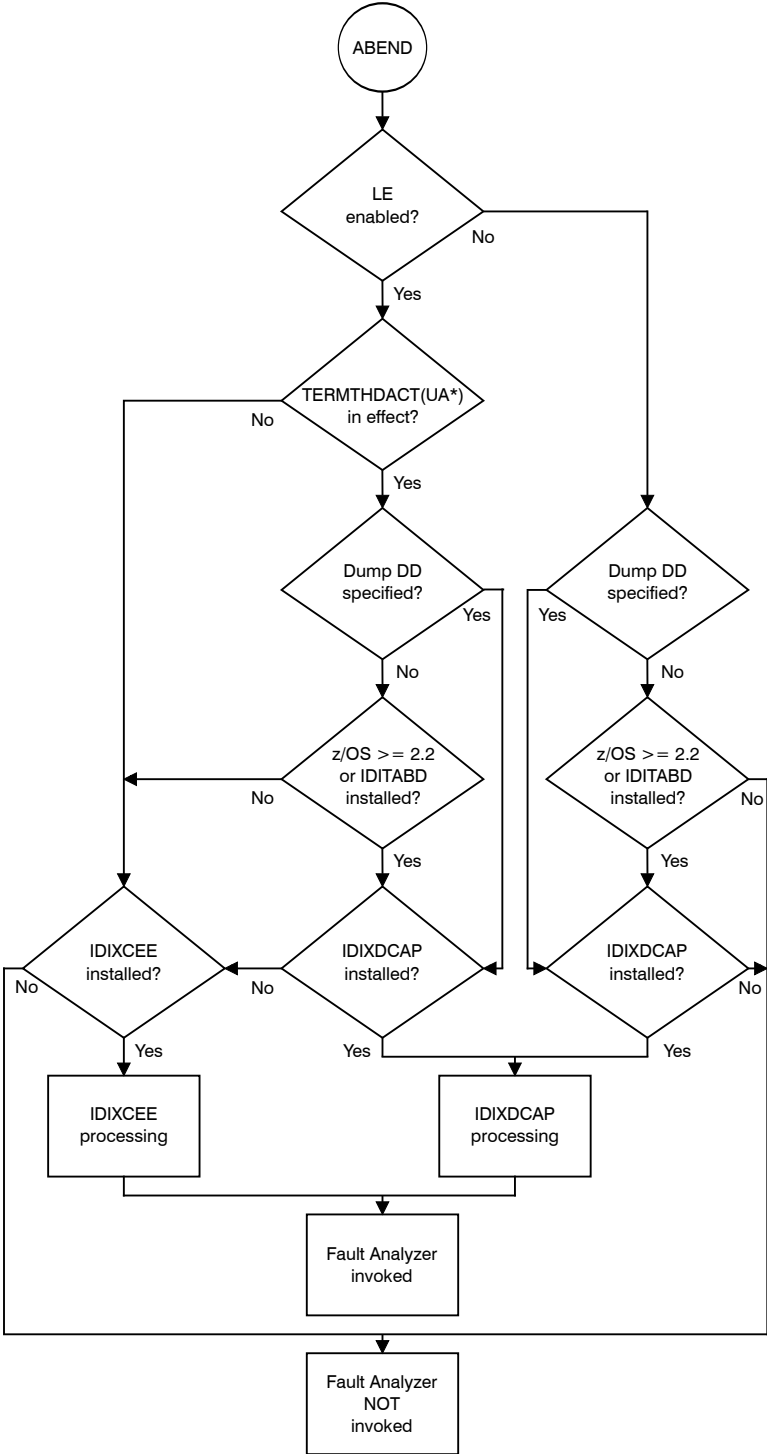 ABEND
LE
enabled?
No
Yes
TERMTHDACT(UA*)
in effect?
No
Yes
Dump DD
specified?
Yes
No
Dump DD
specified?
Yes
No
z/OS >= 2.2
or IDITABD
installed?
No
Yes
z/OS >= 2.2
or IDITABD
installed?
No
Yes
IDIXCEE
installed?
No
Yes
IDIXDCAP
installed?
No
Yes
IDIXDCAP
installed?
No
Yes
IDIXCEE
processing
IDIXDCAP
processing
Fault Analyzer
invoked
Fault Analyzer
NOT
invoked